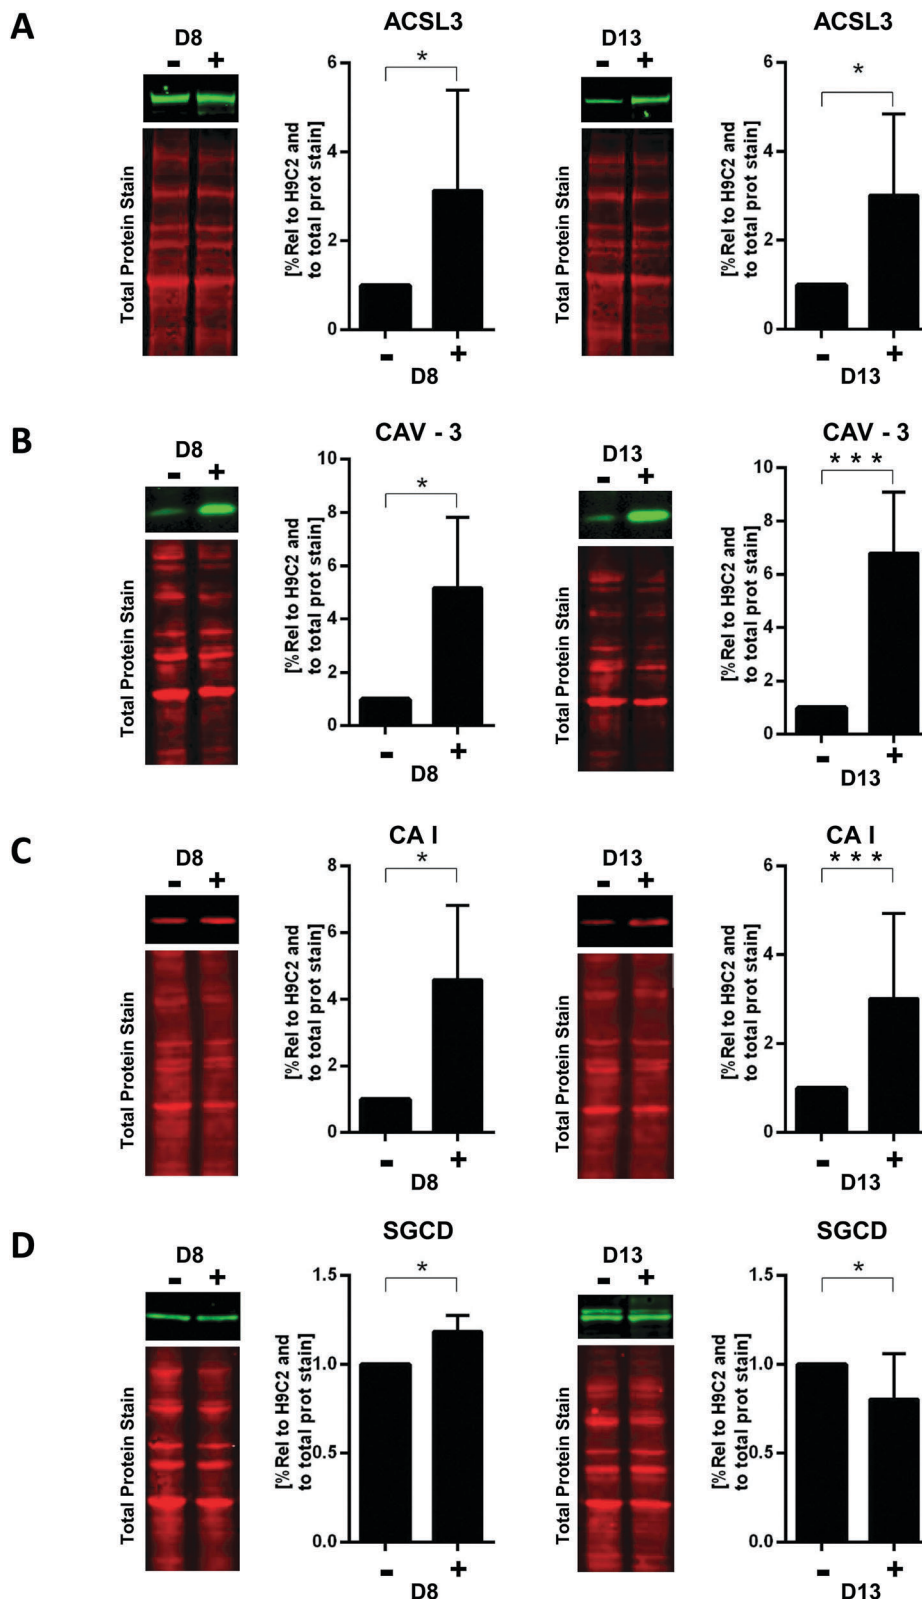 A
D8
- +
Total Protein Stain
ACSL3
*
[%Rel to H9C2 and
to total prot stain]
6
4
2
0
- +
D8
D13
- +
Total Protein Stain
ACSL3
*
[%Rel to H9C2 and
to total prot stain]
6
4
2
0
- +
D13
B
D8
- +
Total Protein Stain
CAV - 3
*
[%Rel to H9C2 and
to total prot stain]
10
8
6
4
2
0
- +
D8
D13
- +
Total Protein Stain
CAV - 3
* * *
[%Rel to H9C2 and
to total prot stain]
10
8
6
4
2
0
- +
D13
C
D8
- +
Total Protein Stain
CA I
*
[%Rel to H9C2 and
to total prot stain]
8
6
4
2
0
- +
D8
D13
- +
Total Protein Stain
CA I
* * *
[%Rel to H9C2 and
to total prot stain]
6
4
2
0
- +
D13
D
D8
- +
Total Protein Stain
SGCD
*
[%Rel to H9C2 and
to total prot stain]
1.5
1.0
0.5
0.0
- +
D8
D13
- +
Total Protein Stain
SGCD
*
[%Rel to H9C2 and
to total prot stain]
1.5
1.0
0.5
0.0
- +
D13